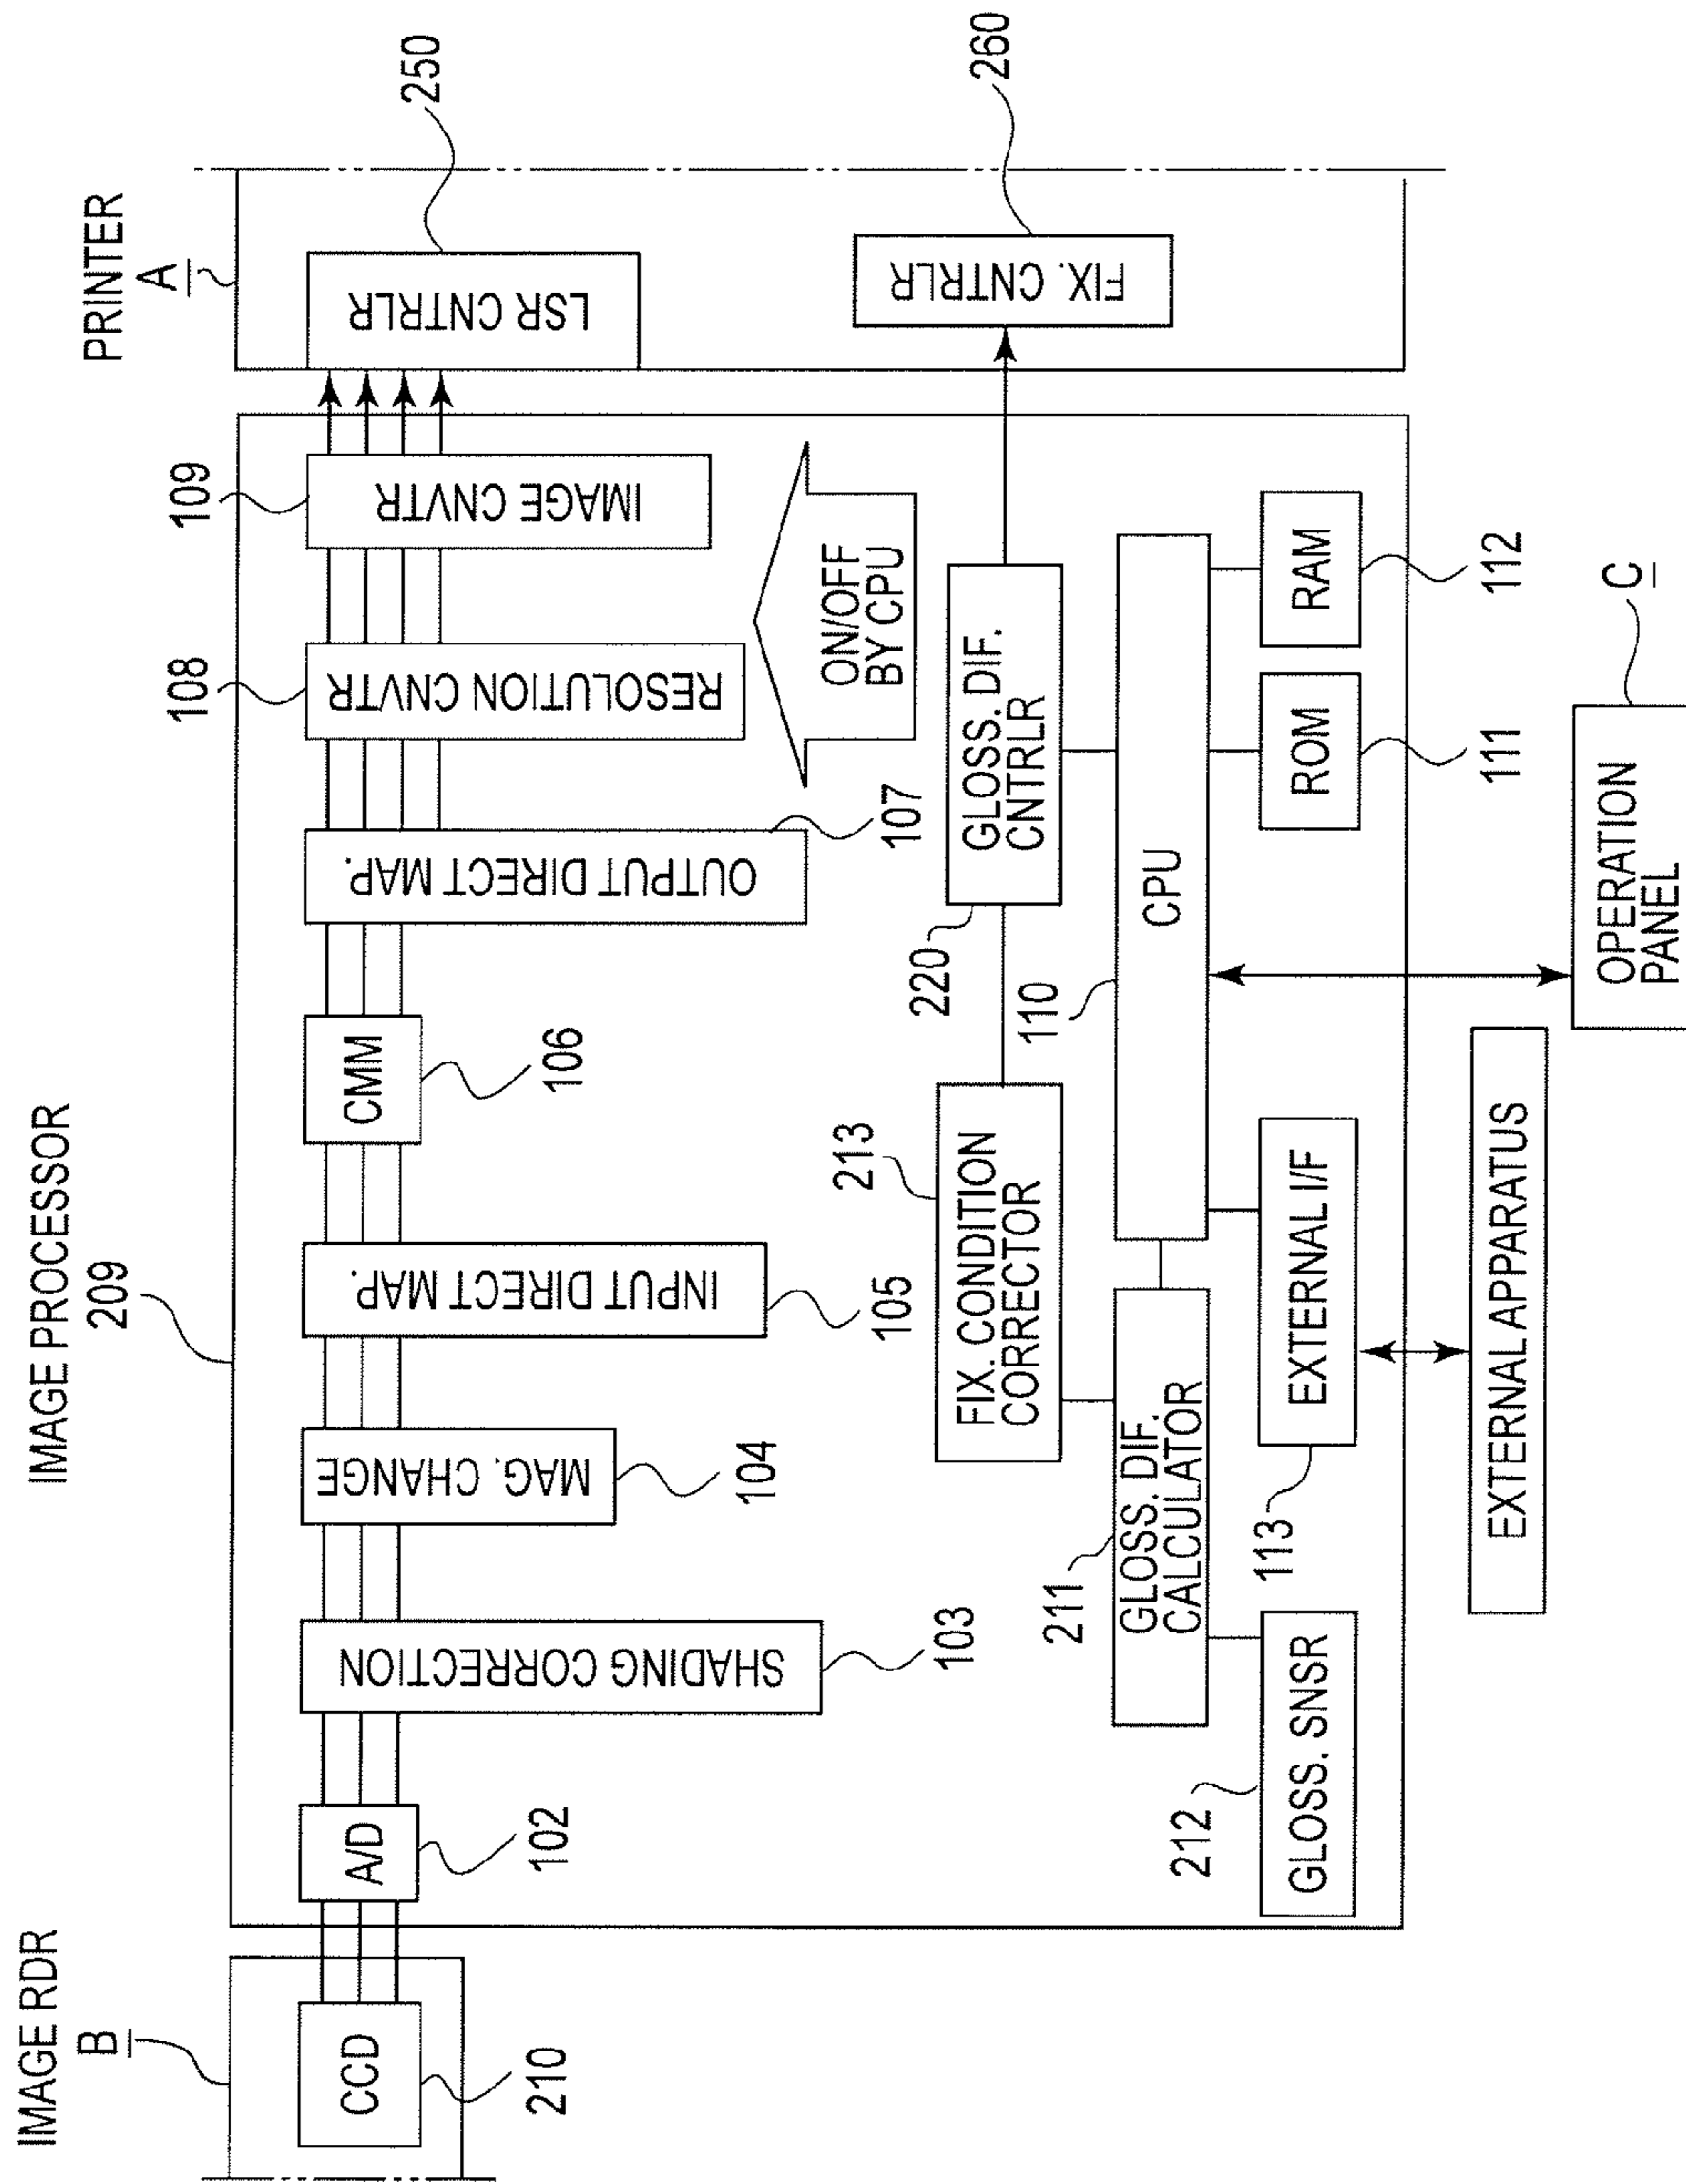 IMAGE RDR
B
CCD
210
IMAGE PROCESSOR
209
A/D
102
SHADING CORRECTION
103
MAG. CHANGE
104
INPUT DIRECT MAP.
105
CMM
106
OUTPUT DIRECT MAP.
107
RESOLUTION CNVTR
108
IMAGE CNVTR
109
ON/OFF
BY CPU
PRINTER
A
LSR CNTRLR
250
FIX. CNTRLR
260
FIX. CONDITION
CORRECTOR
213
GLOSS. DIF.
CNTRLR
220
GLOSS. DIF.
CALCULATOR
211
CPU
110
GLOSS. SNSR
212
EXTERNAL I/F
113
ROM
111
RAM
112
EXTERNAL APPARATUS
OPERATION
PANEL
C